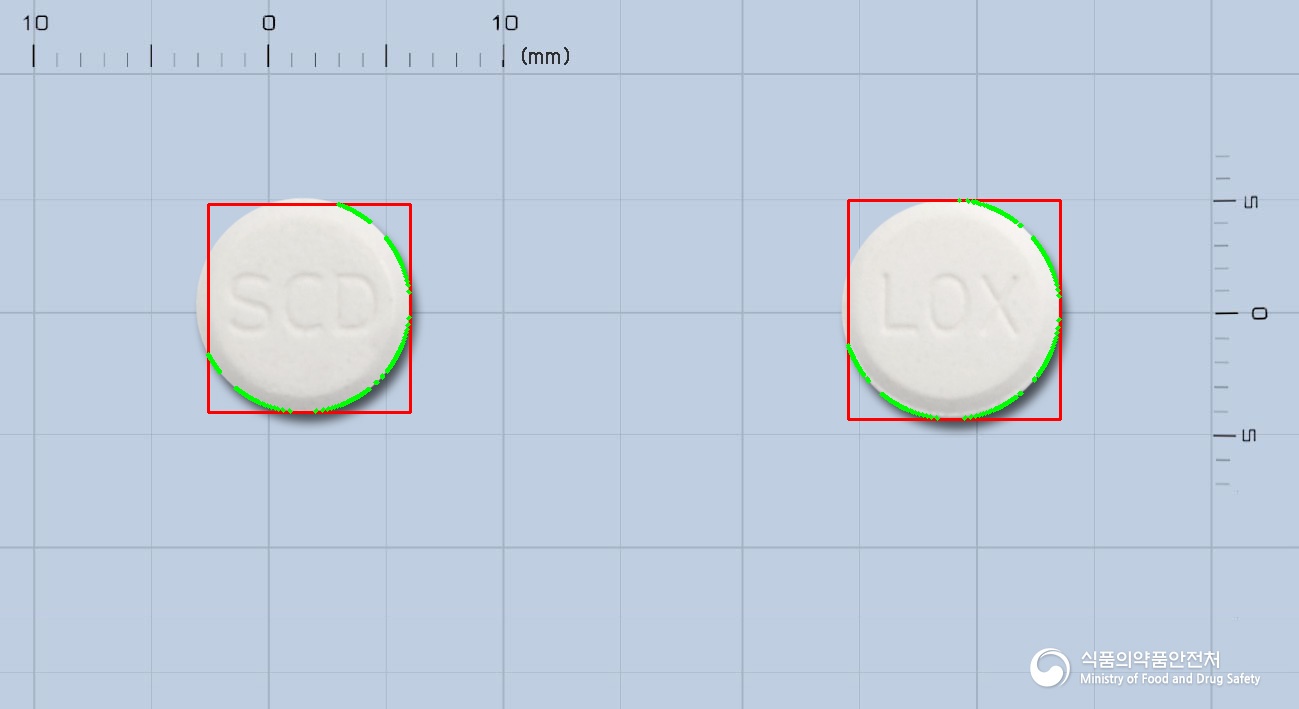 10 0 10
(mm)
SCD
LOX
5
0
5
식품의약품안전처
Ministry of Food and Drug Safety